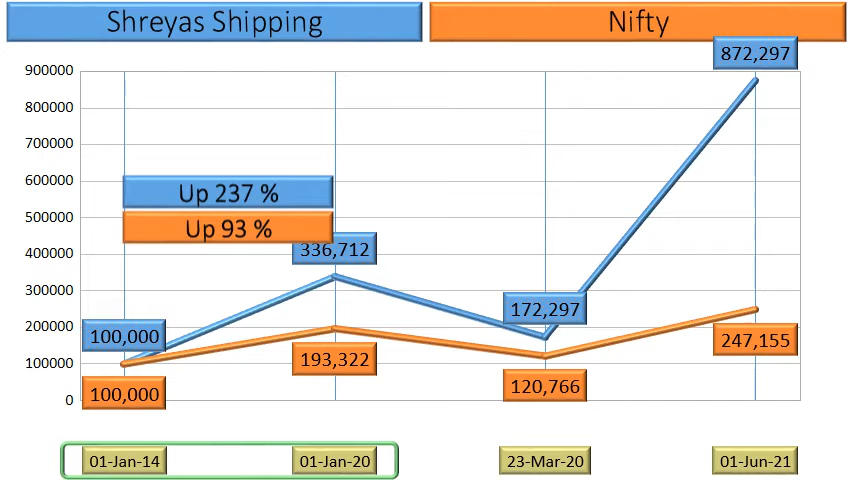 Shreyas Shipping
Nifty
872,297
900000
800000
700000
600000
500000
400000
300000
200000
100000
0
Up 237 %
Up 93 %
336,712
172,297
100,000
193,322
247,155
120,766
100,000
01-Jan-14
01-Jan-20
23-Mar-20
01-Jun-21